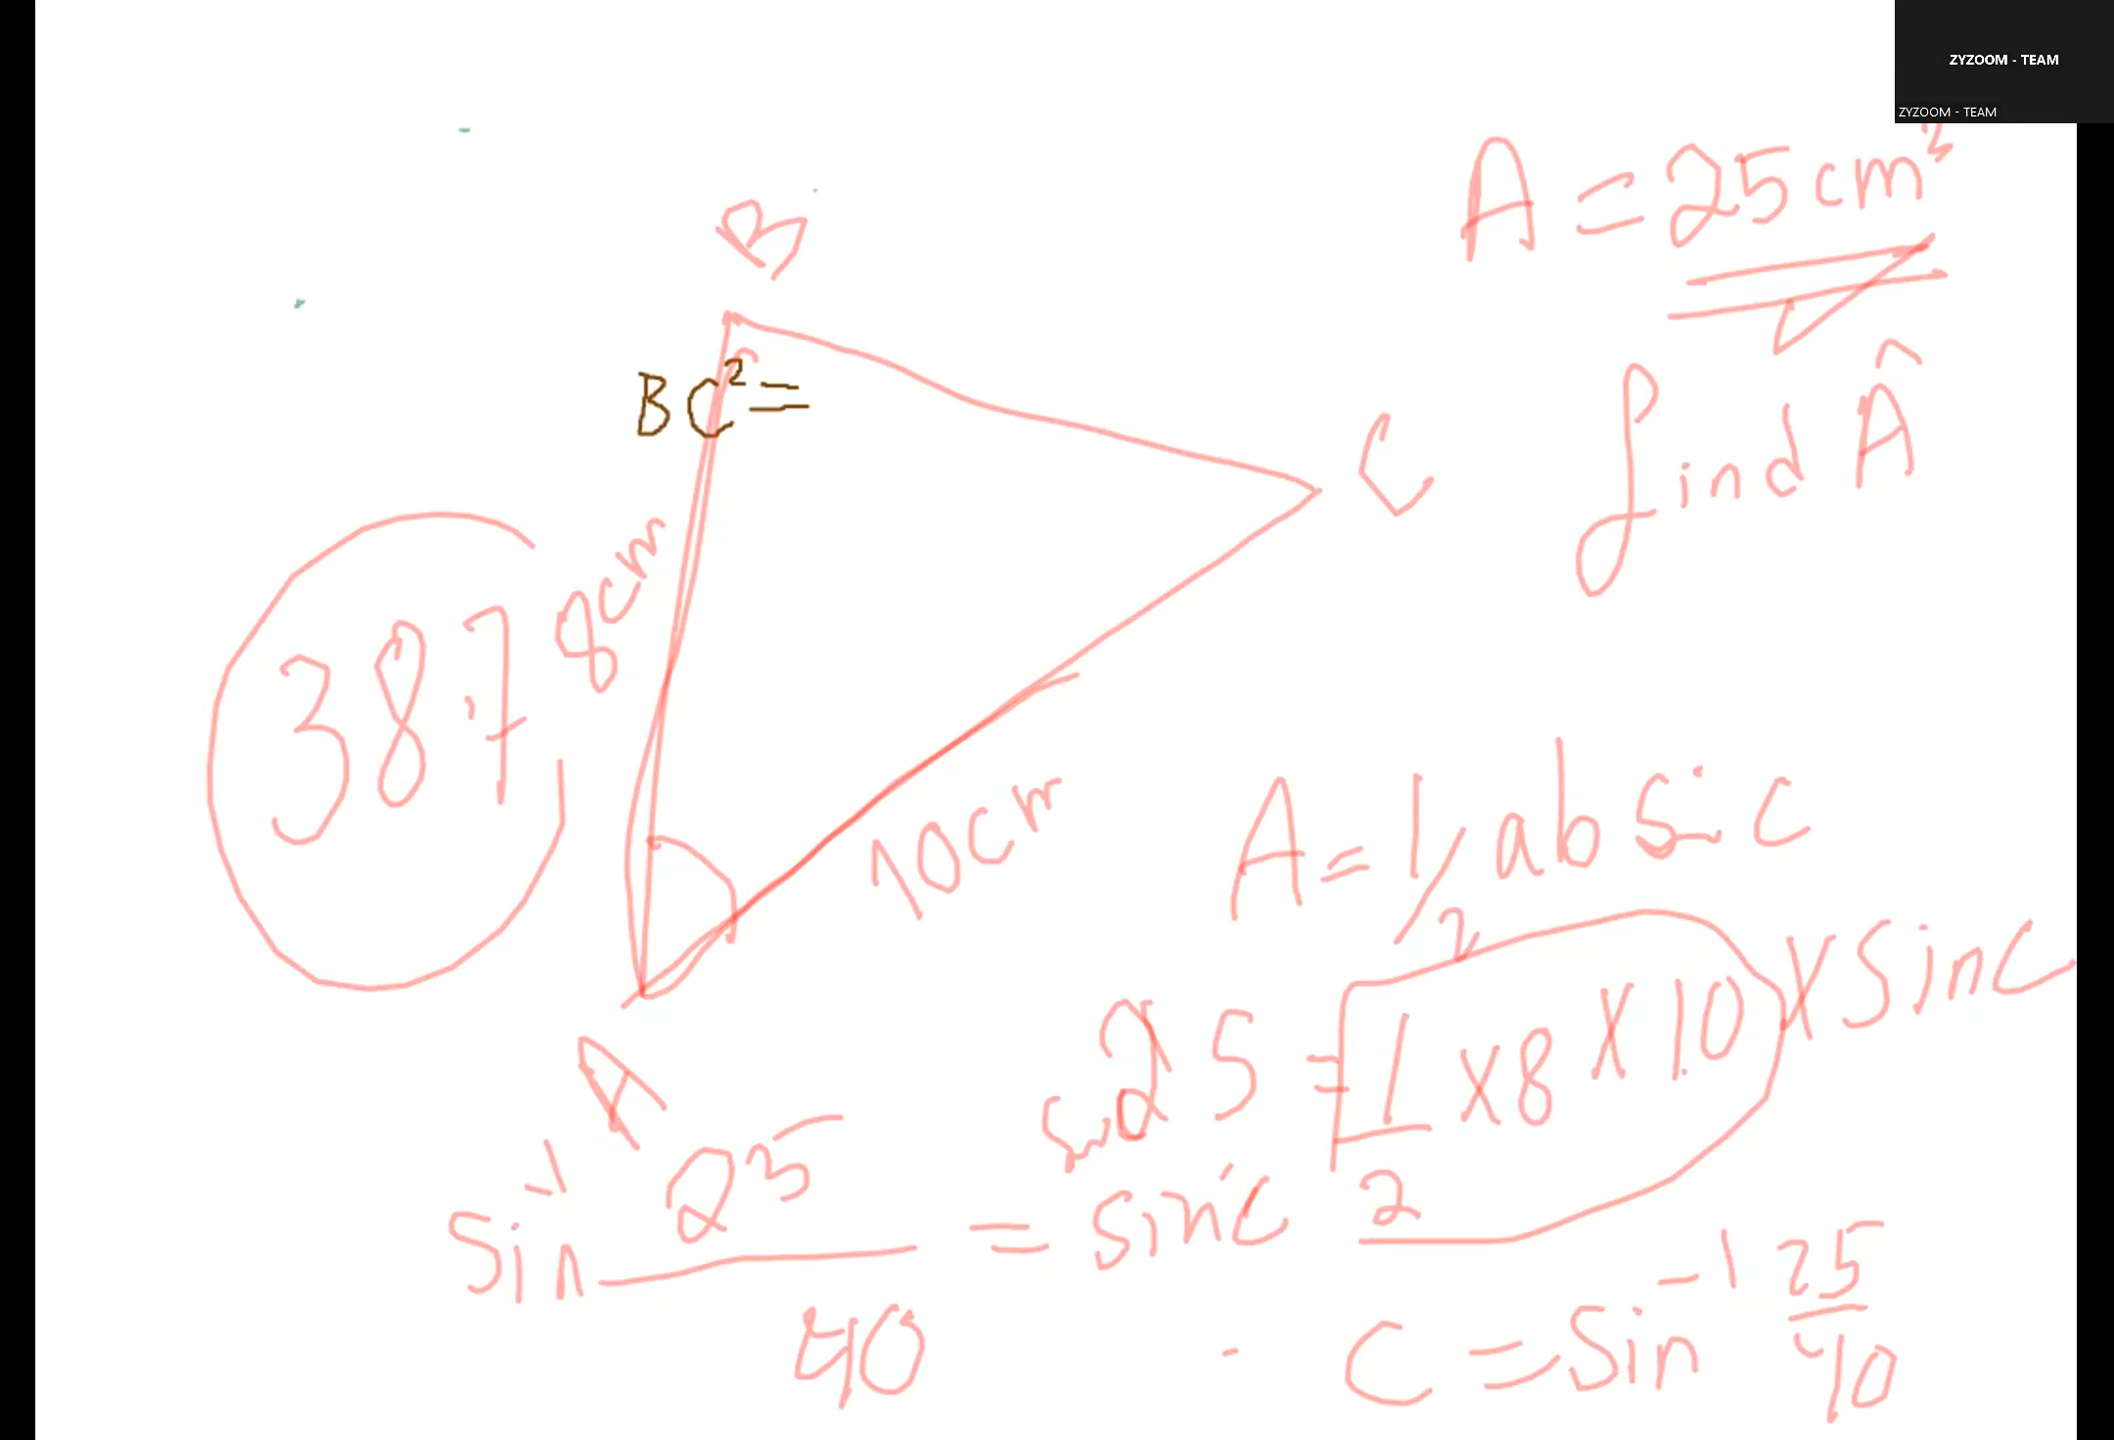 ZYZOOM - TEAM
ZYZOOM - TEAM
A = 25 cm²
B
BC² =
C
find Â
8cm
38.7
10cm
A = 1/2 ab sin c
25 = 1/2 × 8 × 10 × sin c
A
sin⁻¹ 25/40 = sin c
C = sin⁻¹ 25/40